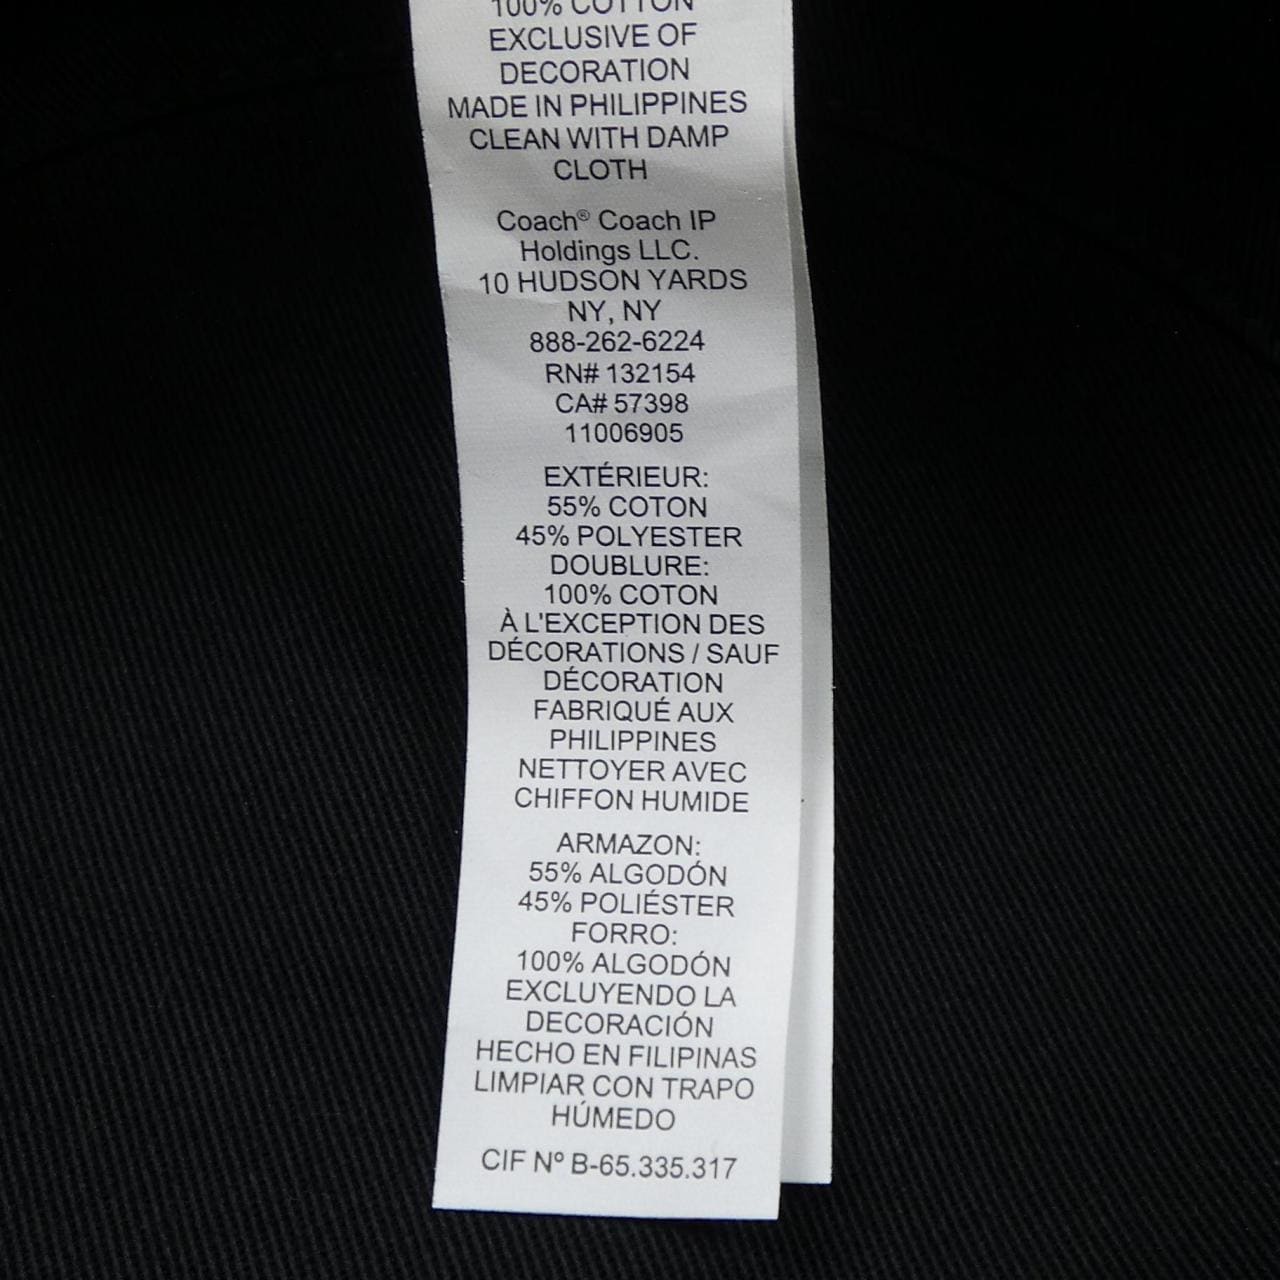 100% COTTON
EXCLUSIVE OF
DECORATION
MADE IN PHILIPPINES
CLEAN WITH DAMP
CLOTH
Coach® Coach IP
Holdings LLC.
10 HUDSON YARDS
NY, NY
888-262-6224
RN# 132154
CA# 57398
11006905
EXTÉRIEUR:
55% COTON
45% POLYESTER
DOUBLURE:
100% COTON
À L'EXCEPTION DES
DÉCORATIONS / SAUF
DÉCORATION
FABRIQUÉ AUX
PHILIPPINES
NETTOYER AVEC
CHIFFON HUMIDE
ARMAZON:
55% ALGODÓN
45% POLIÉSTER
FORRO:
100% ALGODÓN
EXCLUYENDO LA
DECORACIÓN
HECHO EN FILIPINAS
LIMPIAR CON TRAPO
HÚMEDO
CIF Nº B-65.335.317